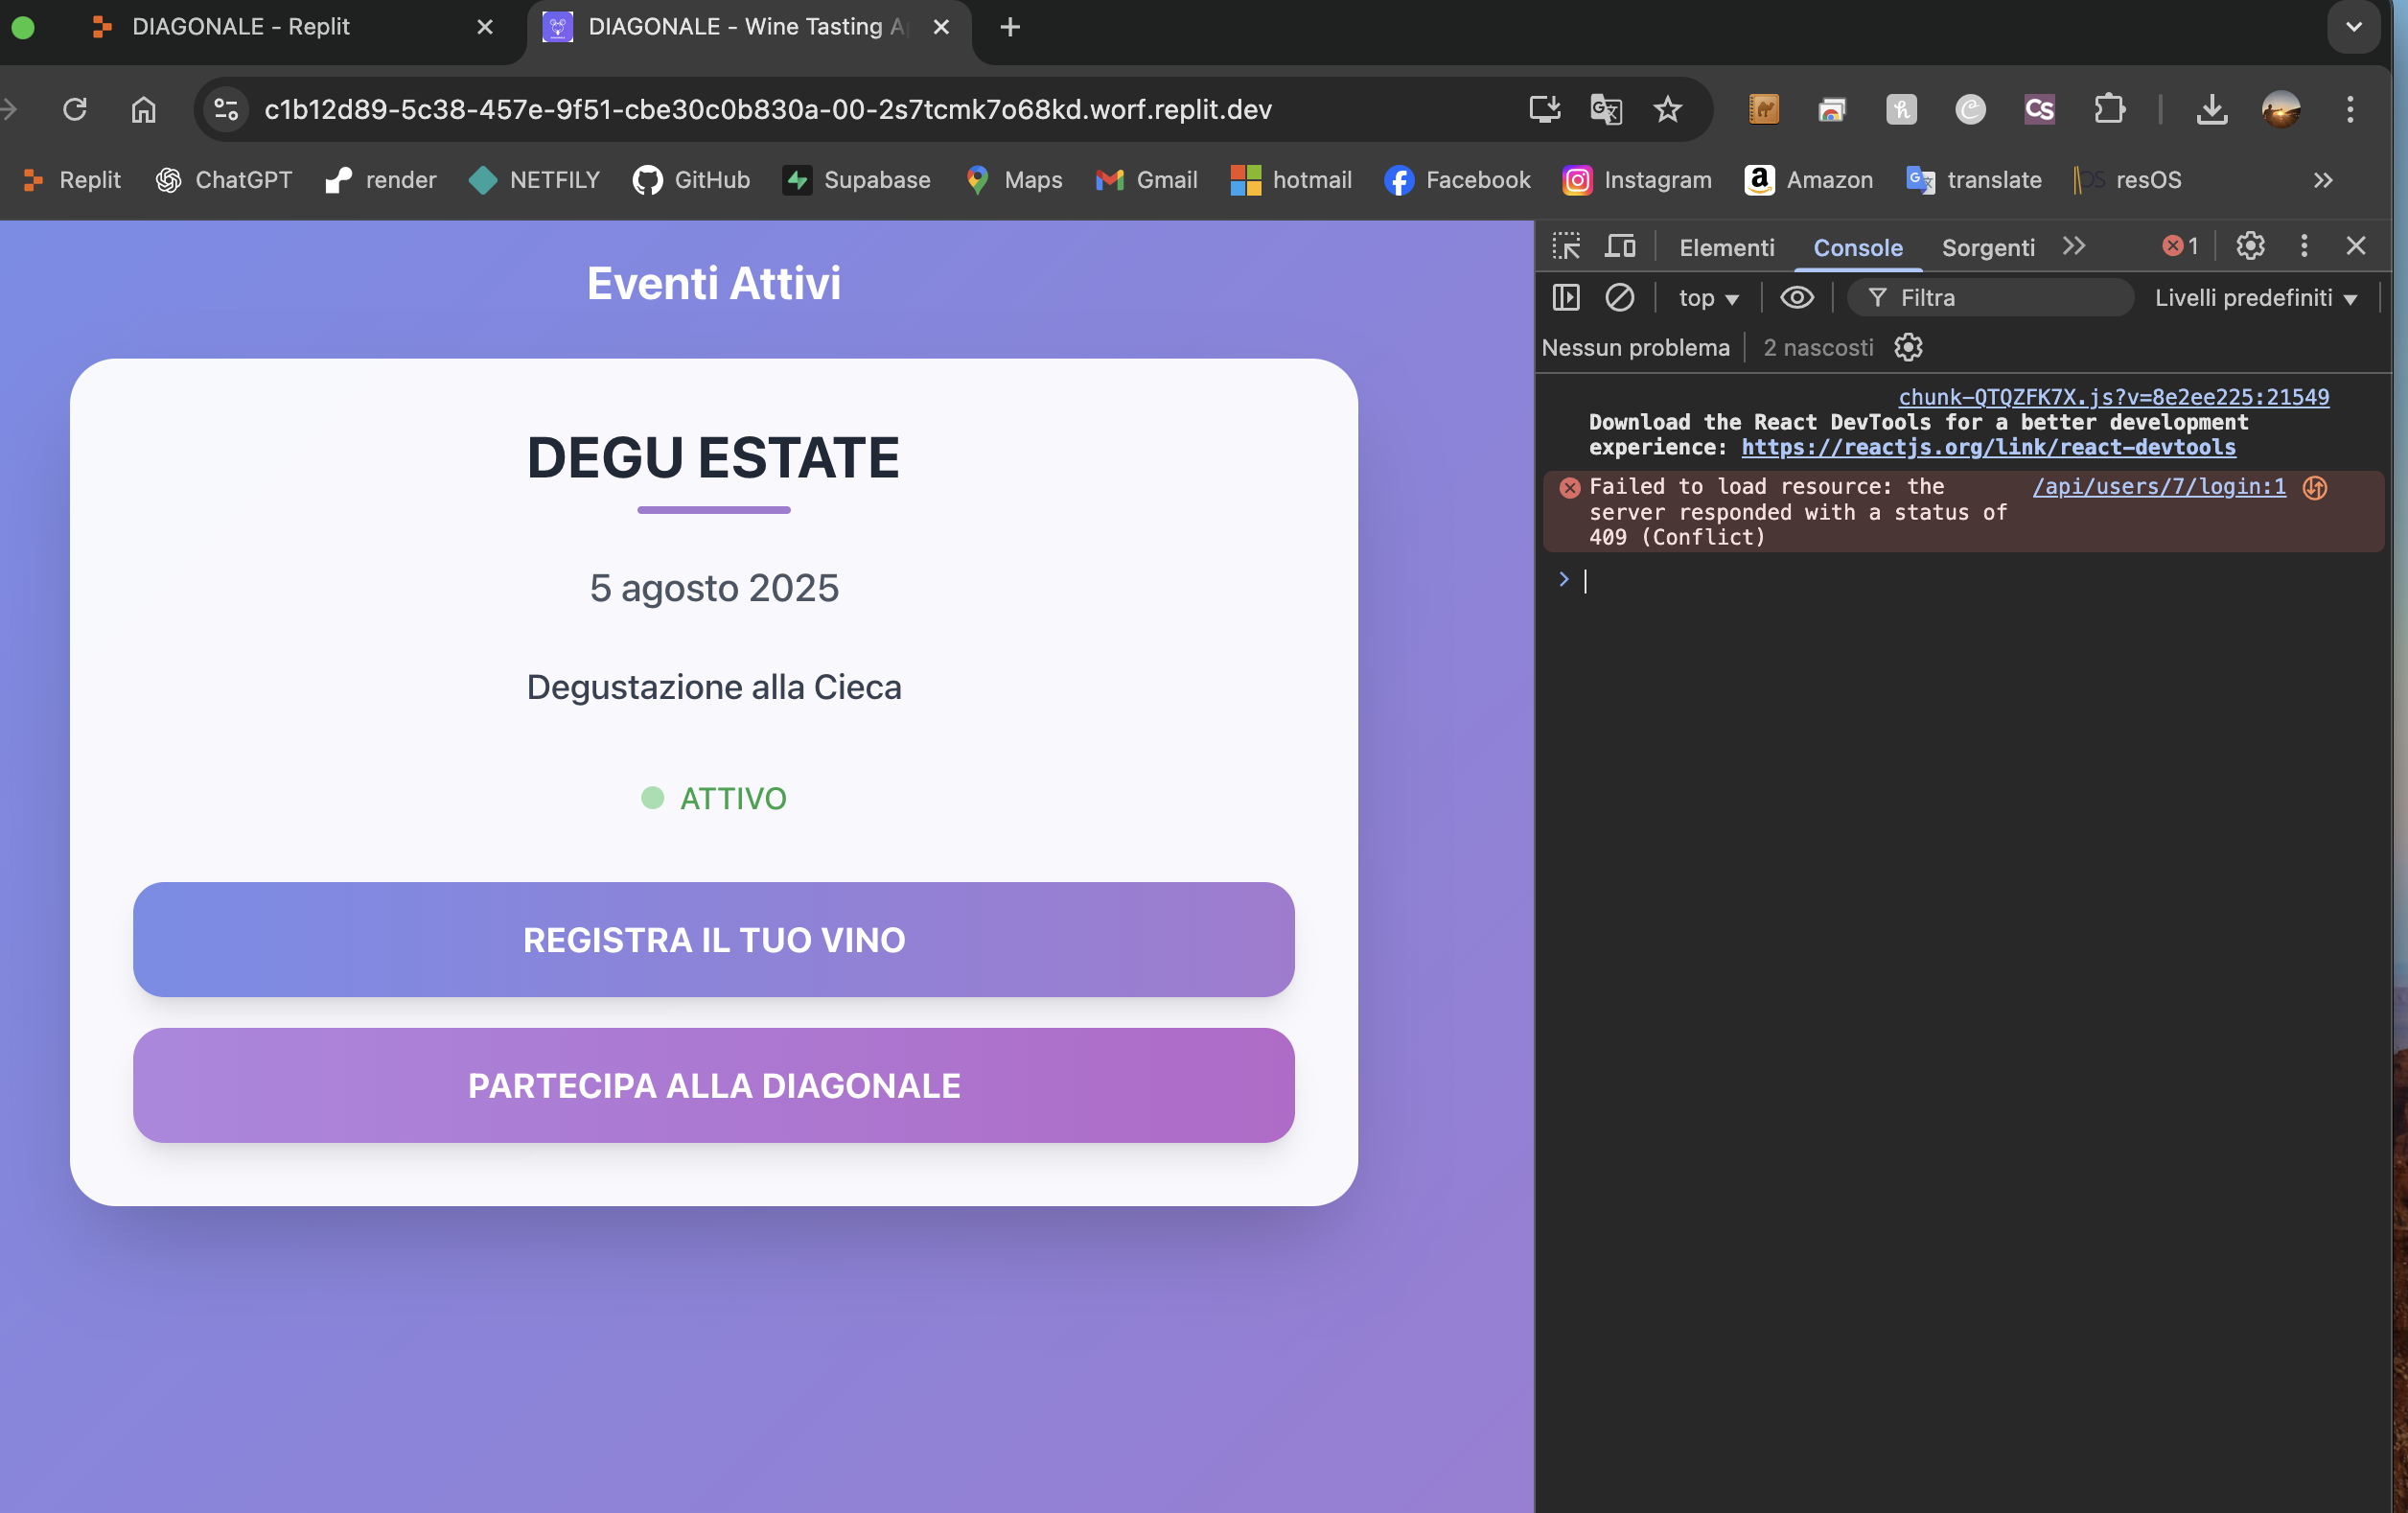 DIAGONALE - Replit
DIAGONALE - Wine Tasting A
c1b12d89-5c38-457e-9f51-cbe30c0b830a-00-2s7tcmk7o68kd.worf.replit.dev
Replit ChatGPT render NETFILY GitHub Supabase Maps Gmail hotmail Facebook Instagram Amazon translate resOS
Eventi Attivi
DEGU ESTATE
5 agosto 2025
Degustazione alla Cieca
ATTIVO
REGISTRA IL TUO VINO
PARTECIPA ALLA DIAGONALE
Elementi Console Sorgenti 1
top Filtra Livelli predefiniti
Nessun problema 2 nascosti
chunk-QTQZFK7X.js?v=8e2ee225:21549
Download the React DevTools for a better development
experience: https://reactjs.org/link/react-devtools
Failed to load resource: the /api/users/7/login:1
server responded with a status of
409 (Conflict)